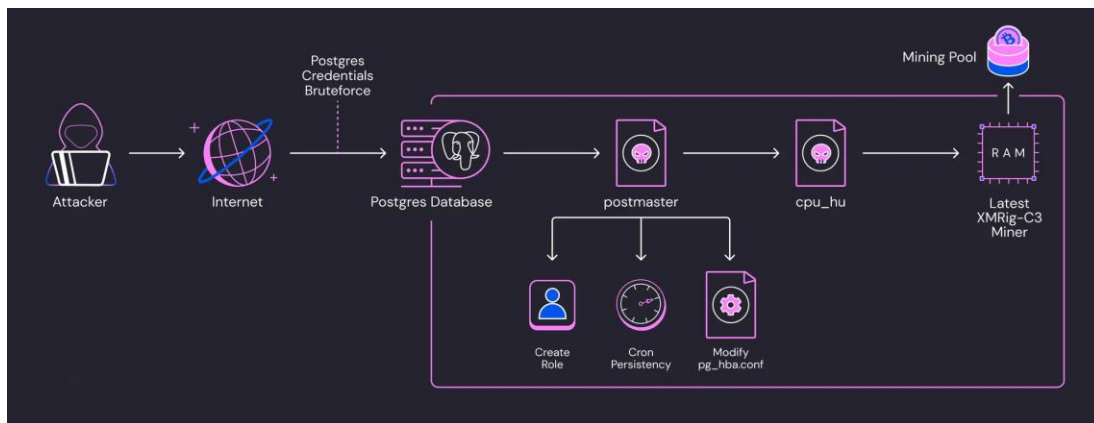 Postgres
Credentials
Bruteforce
Mining Pool
RAM
Attacker
Internet
Postgres Database
postmaster
cpu_hu
Latest
XMRig-C3
Miner
Create
Role
Cron
Persistency
Modify
pg_hba.conf